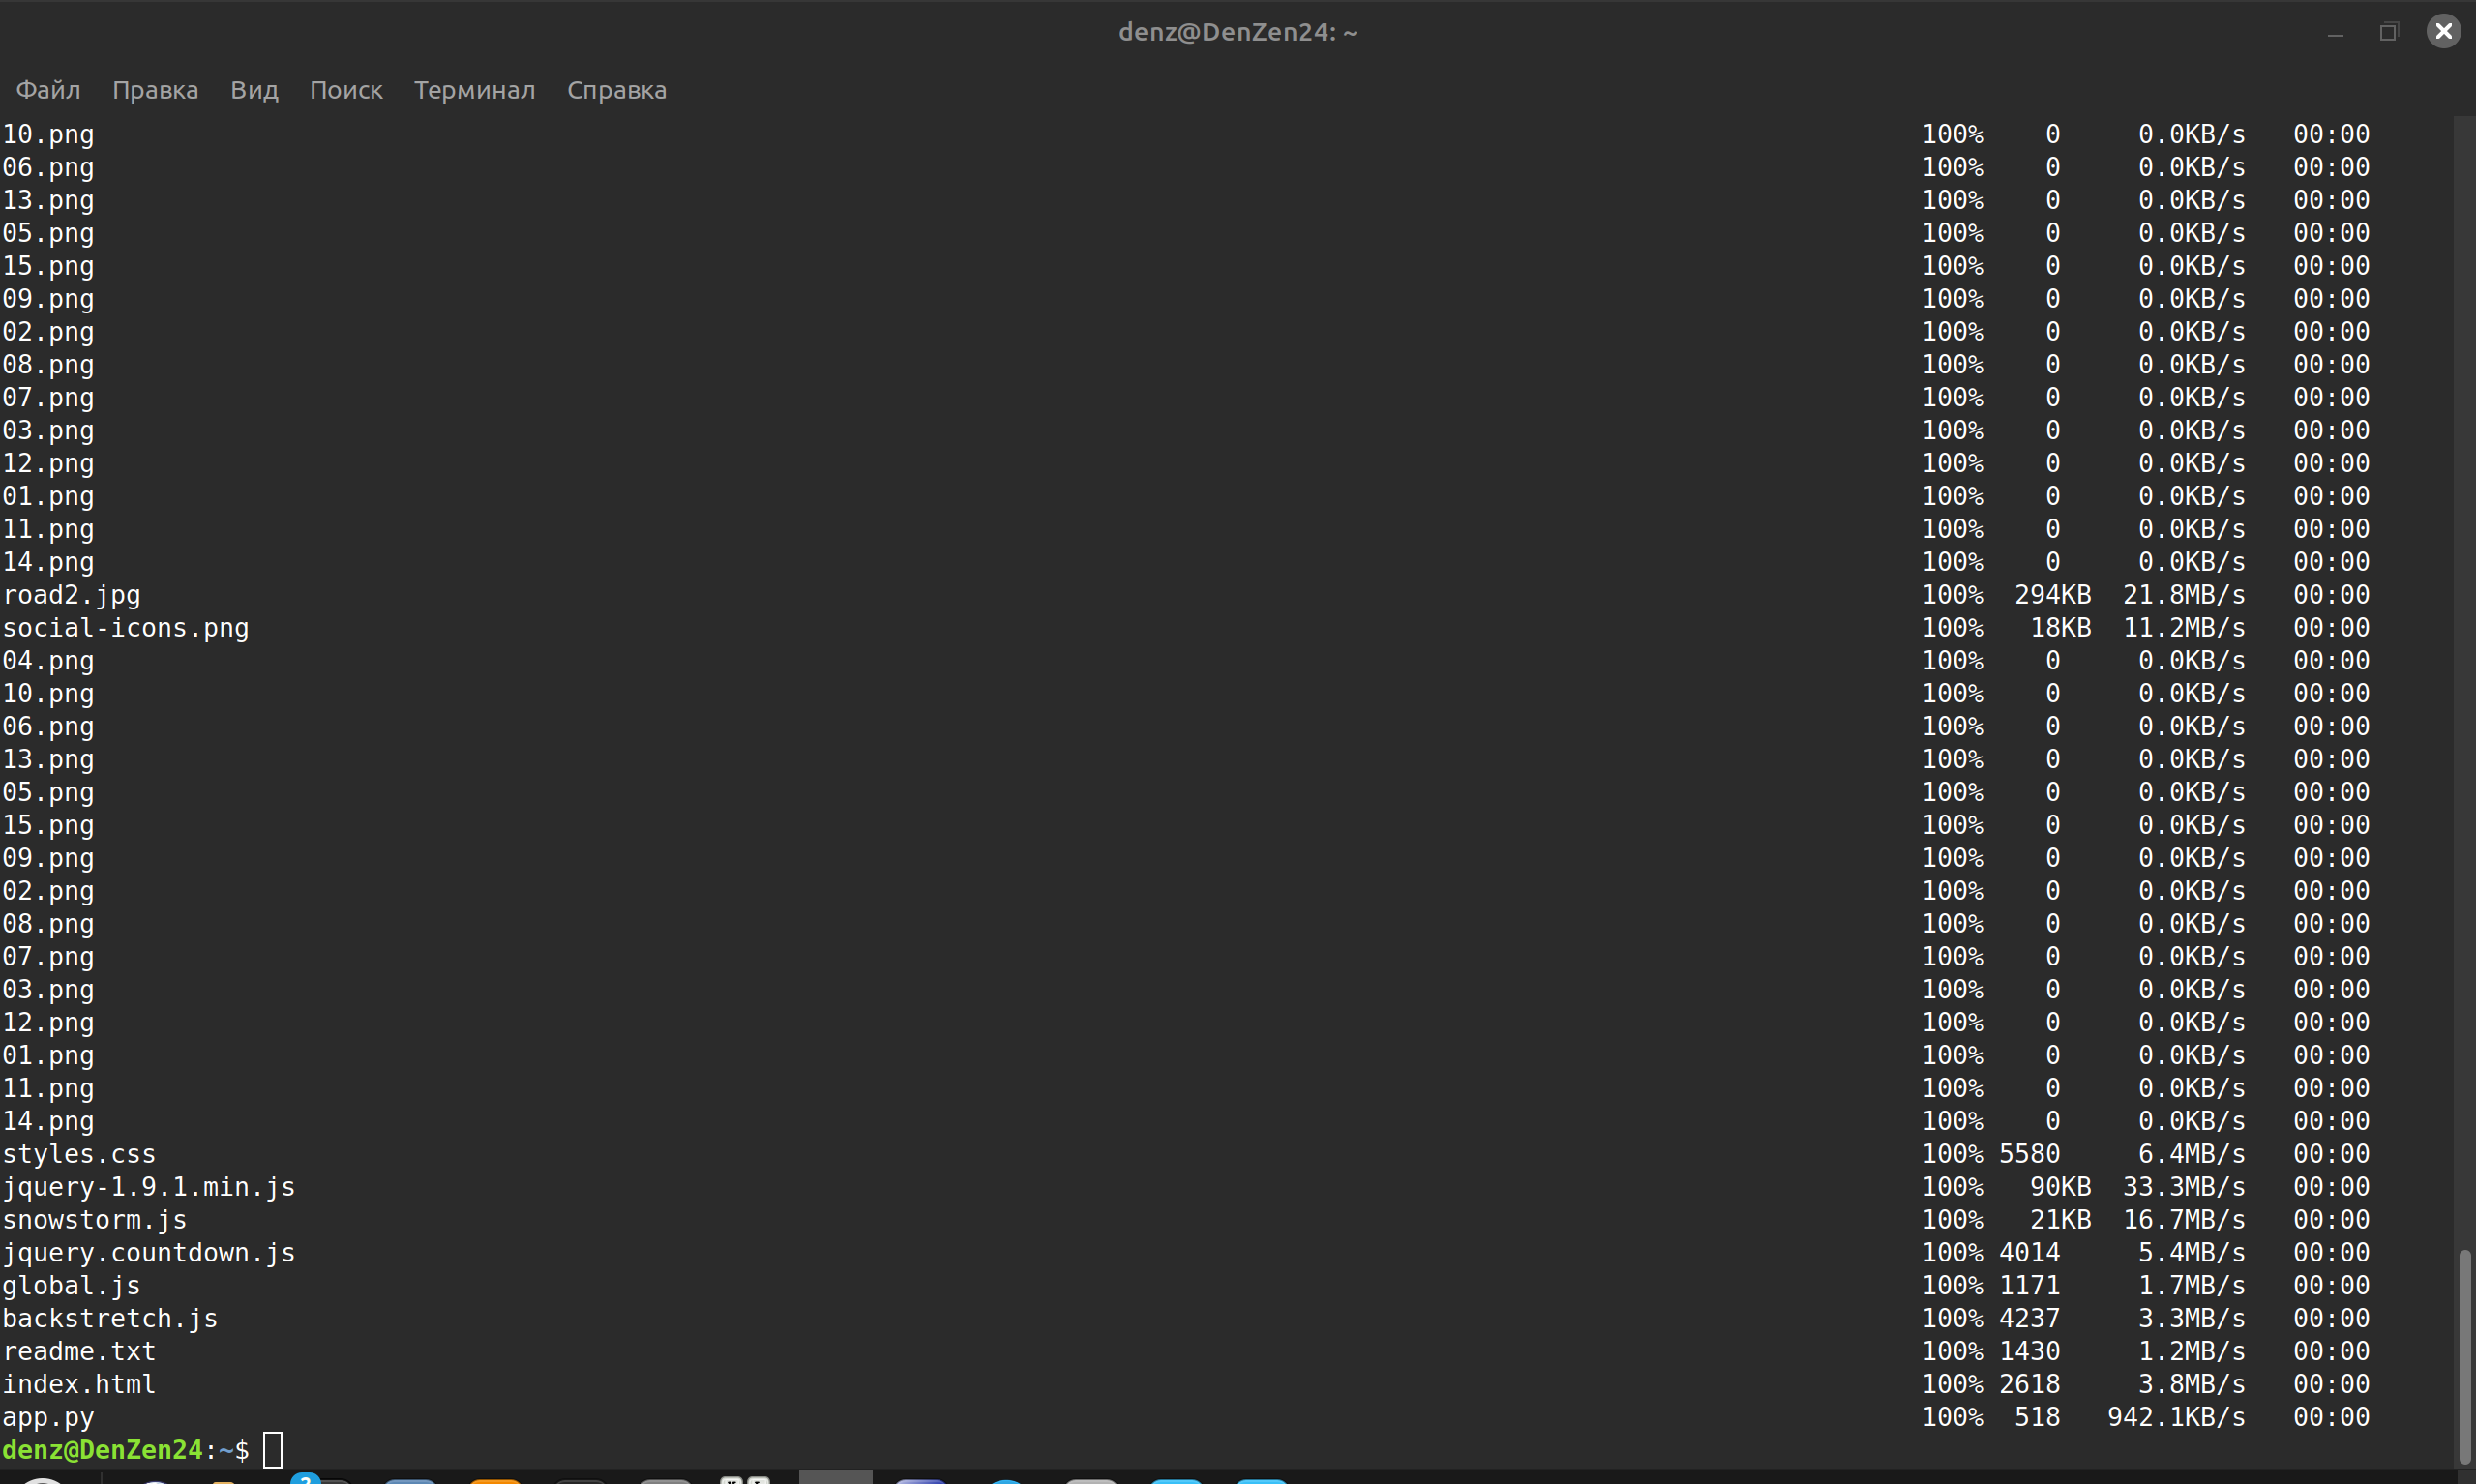 denz@DenZen24: ~
Файл Правка Вид Поиск Терминал Справка
10.png 100% 0 0.0KB/s 00:00
06.png 100% 0 0.0KB/s 00:00
13.png 100% 0 0.0KB/s 00:00
05.png 100% 0 0.0KB/s 00:00
15.png 100% 0 0.0KB/s 00:00
09.png 100% 0 0.0KB/s 00:00
02.png 100% 0 0.0KB/s 00:00
08.png 100% 0 0.0KB/s 00:00
07.png 100% 0 0.0KB/s 00:00
03.png 100% 0 0.0KB/s 00:00
12.png 100% 0 0.0KB/s 00:00
01.png 100% 0 0.0KB/s 00:00
11.png 100% 0 0.0KB/s 00:00
14.png 100% 0 0.0KB/s 00:00
road2.jpg 100% 294KB 21.8MB/s 00:00
social-icons.png 100% 18KB 11.2MB/s 00:00
04.png 100% 0 0.0KB/s 00:00
10.png 100% 0 0.0KB/s 00:00
06.png 100% 0 0.0KB/s 00:00
13.png 100% 0 0.0KB/s 00:00
05.png 100% 0 0.0KB/s 00:00
15.png 100% 0 0.0KB/s 00:00
09.png 100% 0 0.0KB/s 00:00
02.png 100% 0 0.0KB/s 00:00
08.png 100% 0 0.0KB/s 00:00
07.png 100% 0 0.0KB/s 00:00
03.png 100% 0 0.0KB/s 00:00
12.png 100% 0 0.0KB/s 00:00
01.png 100% 0 0.0KB/s 00:00
11.png 100% 0 0.0KB/s 00:00
14.png 100% 0 0.0KB/s 00:00
styles.css 100% 5580 6.4MB/s 00:00
jquery-1.9.1.min.js 100% 90KB 33.3MB/s 00:00
snowstorm.js 100% 21KB 16.7MB/s 00:00
jquery.countdown.js 100% 4014 5.4MB/s 00:00
global.js 100% 1171 1.7MB/s 00:00
backstretch.js 100% 4237 3.3MB/s 00:00
readme.txt 100% 1430 1.2MB/s 00:00
index.html 100% 2618 3.8MB/s 00:00
app.py 100% 518 942.1KB/s 00:00
denz@DenZen24:~$